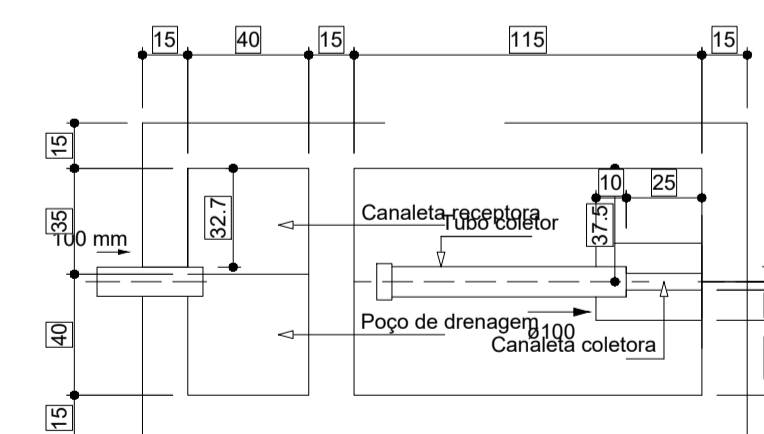 15
40
15
115
15
15
10
25
35
32.7
37.5
Canaleta receptora
Tubo coletor
100 mm
Poço de drenagem
ø100
Canaleta coletora
40
15